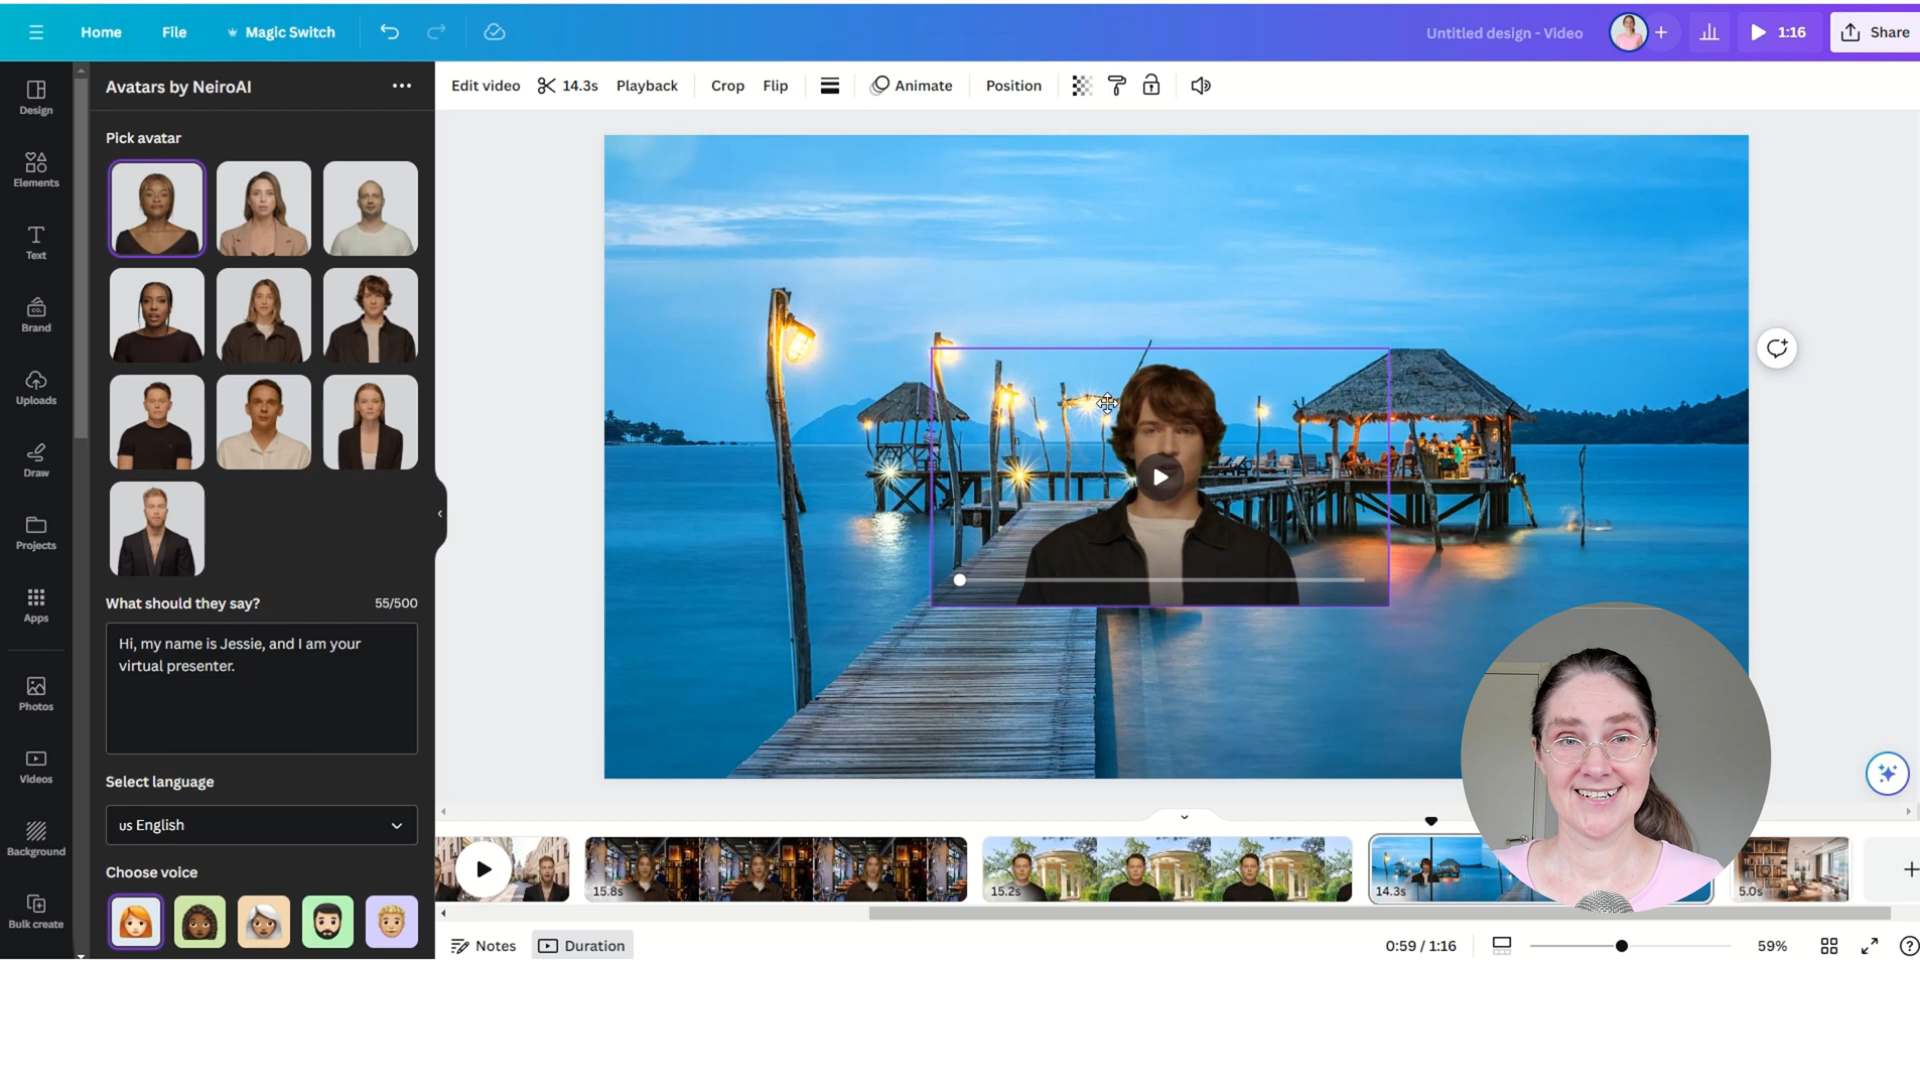 Home File Magic Switch Untitled design - Video 1:16 Share
Avatars by NeiroAI
Edit video 14.3s Playback Crop Flip Animate Position
Design
Elements
Text
Brand
Uploads
Draw
Projects
Apps
Photos
Videos
Background
Bulk create
Pick avatar
What should they say? 55/500
Hi, my name is Jessie, and I am your
virtual presenter.
Select language
us English
Choose voice
15.8s
15.2s
14.3s
5.0s
Notes Duration 0:59 / 1:16 59%